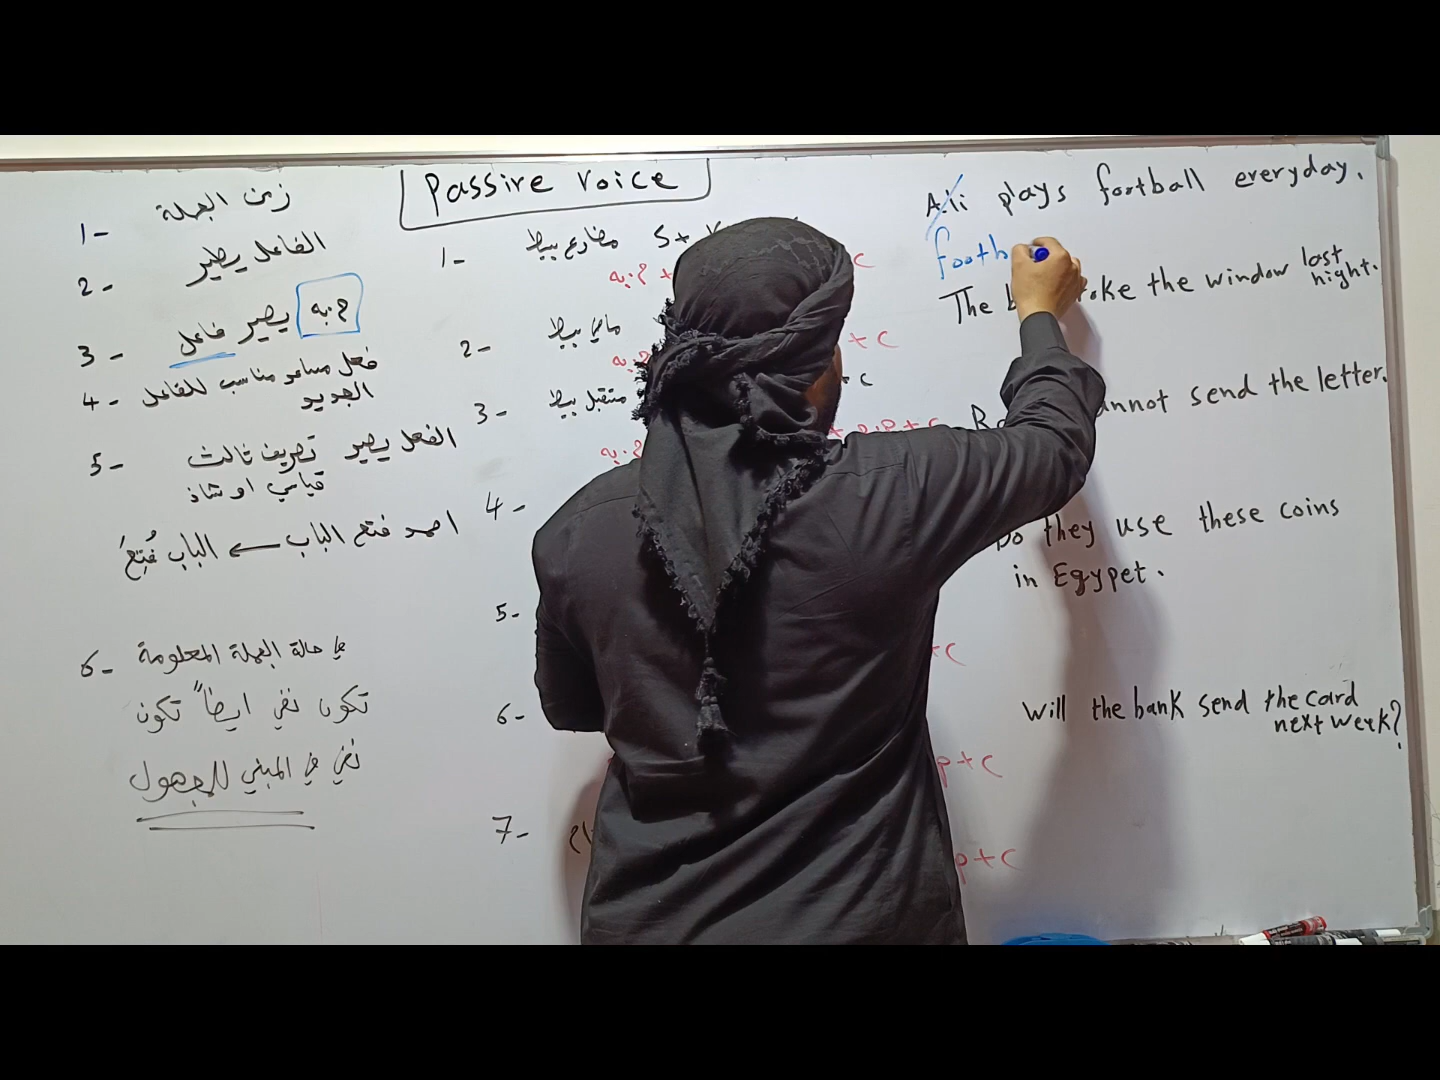 Passive voice
1- زمن الجملة
2- الفاعل يطير
3- م.به يصير فاعل
4- فعل مساعد مناسب للفاعل
الجديد
5- الفعل يصير تصريف ثالث
قياسي او شاذ
احمد فتح الباب ← الباب فُتِحَ
6- في حالة الجملة المعلومة
تكون نفي ايضاً تكون
نفي في المبني للمجهول
1- مضارع بسيط S+
م.به +
C
2- ماضي بسيط
م.به
+ C
3- مستقبل بسيط
+ C
م.به
+ p.p + C
4-
5-
+C
6-
p+C
7-
p+C
Ali plays football everyday.
footb
The oke the window last
night.
annot send the letter.
Do they use these coins
in Egypet.
Will the bank send the card
next week?